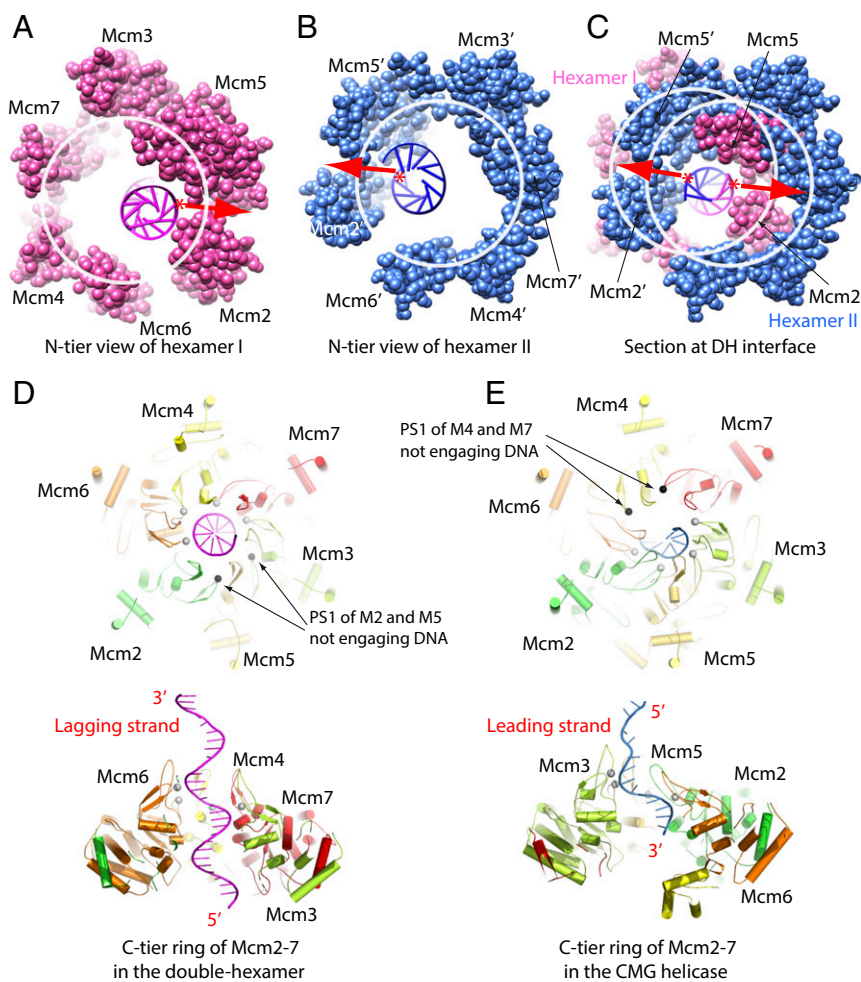 A
Mcm3
Mcm5
Mcm7
*
Mcm4
Mcm6
Mcm2
N-tier view of hexamer I
B
Mcm5′
Mcm3′
*
Mcm2′
Mcm7′
Mcm6′
Mcm4′
N-tier view of hexamer II
C
Mcm5′
Mcm5
Hexamer I
*
*
Mcm2′
Mcm2
Hexamer II
Section at DH interface
D
Mcm4
Mcm7
Mcm6
Mcm3
PS1 of M2 and M5
not engaging DNA
Mcm2
Mcm5
3′
Lagging strand
Mcm6
Mcm4
Mcm7
5′
Mcm3
C-tier ring of Mcm2-7
in the double-hexamer
E
Mcm4
PS1 of M4 and M7
not engaging DNA
Mcm7
Mcm6
Mcm3
Mcm2
Mcm5
5′
Leading strand
Mcm3
Mcm5
Mcm2
3′
Mcm6
C-tier ring of Mcm2-7
in the CMG helicase